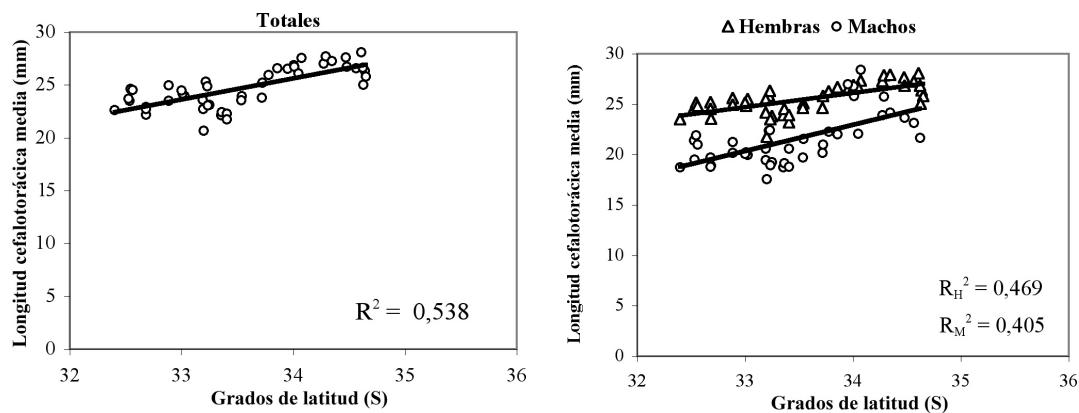 Totales
Longitud cefalotorácica media (mm)
30
25
20
15
10
5
0
R² = 0,538
32
33
34
35
36
Grados de latitud (S)
Hembras Machos
Longitud cefalotorácica media (mm)
30
25
20
15
10
5
0
R_H² = 0,469
R_M² = 0,405
32
33
34
35
36
Grados de latitud (S)